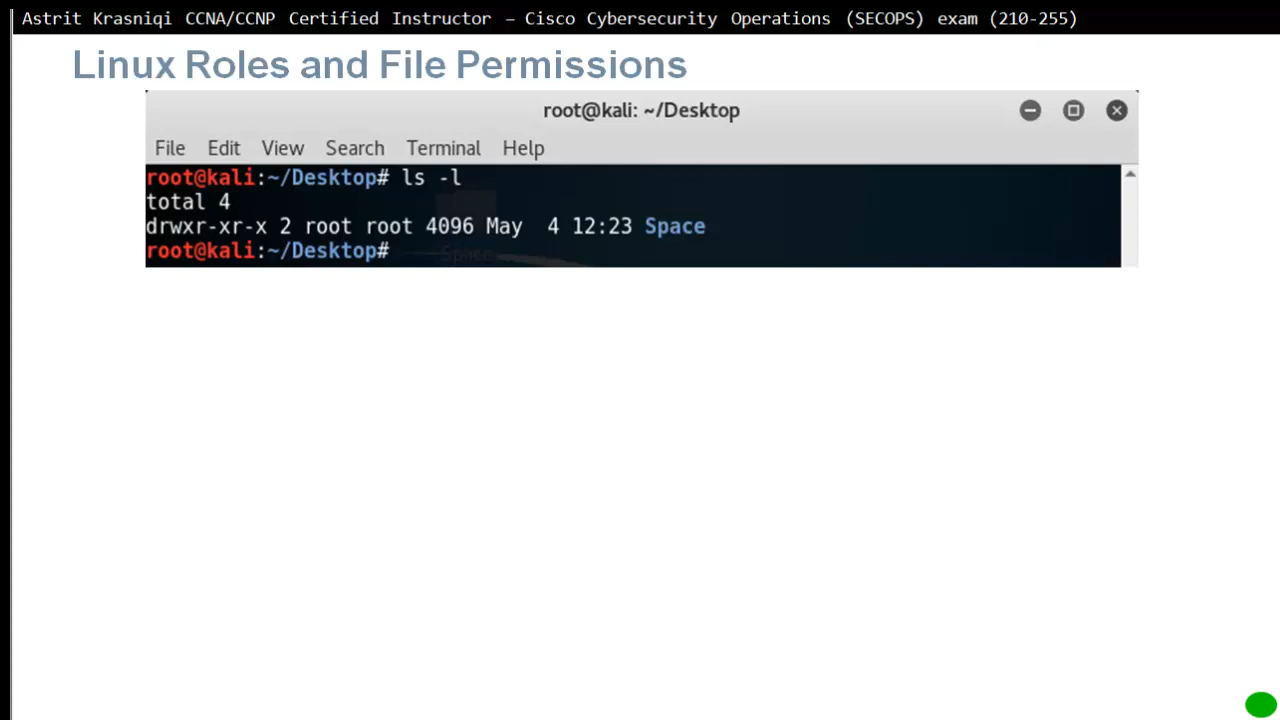 Astrit Krasniqi CCNA/CCNP Certified Instructor – Cisco Cybersecurity Operations (SECOPS) exam (210-255)
Linux Roles and File Permissions
root@kali: ~/Desktop
File Edit View Search Terminal Help
root@kali:~/Desktop# ls -l
total 4
drwxr-xr-x 2 root root 4096 May  4 12:23 Space
root@kali:~/Desktop#
Space